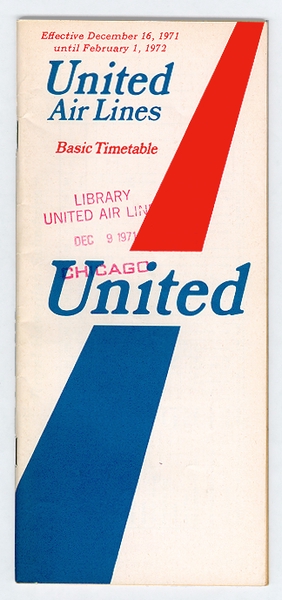 Effective December 16, 1971
until February 1, 1972
United
Air Lines
Basic Timetable
LIBRARY
UNITED AIR LIN
DEC 9 1971
CHICAGO
United